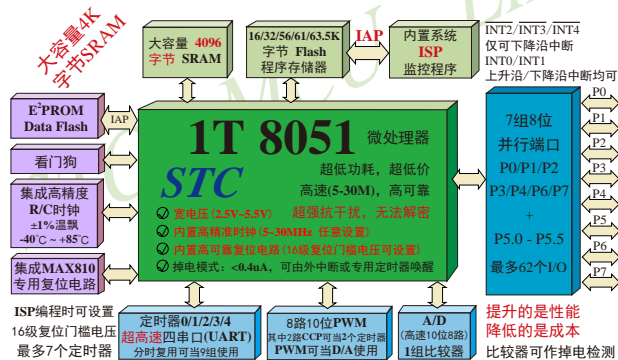 大容量4K
字节SRAM
大容量 4096
字节 SRAM
16/32/56/61/63.5K
字节 Flash
程序存储器
IAP
内置系统
ISP
监控程序
INT2/INT3/INT4
仅可下降沿中断
INT0/INT1
上升沿/下降沿中断均可
E²PROM
Data Flash
IAP
看门狗
集成高精度
R/C时钟
±1%温飘
-40℃ ~ +85℃
集成MAX810
专用复位电路
1T 8051 微处理器
STC
超低功耗，超低价
高速(5-30M)，高可靠
宽电压(2.5V~5.5V) 超强抗干扰，无法解密
内置高精准时钟(5~30MHz 任意设置)
内置高可靠复位电路(16级复位门槛电压可设置)
掉电模式：<0.4uA，可由外中断或专用定时器唤醒
7组8位
并行端口
P0/P1/P2
P3/P4/P6/P7
+
P5.0 - P5.5
最多62个I/O
P0
P1
P2
P3
P4
P5
P6
P7
ISP编程时可设置
16级复位门槛电压
最多7个定时器
定时器0/1/2/3/4
超高速四串口(UART)
分时复用可当9组使用
8路10位PWM
其中2路CCP可当2个定时器
PWM可当D/A使用
A/D
(高速10位8路)
1组比较器
提升的是性能
降低的是成本
比较器可作掉电检测